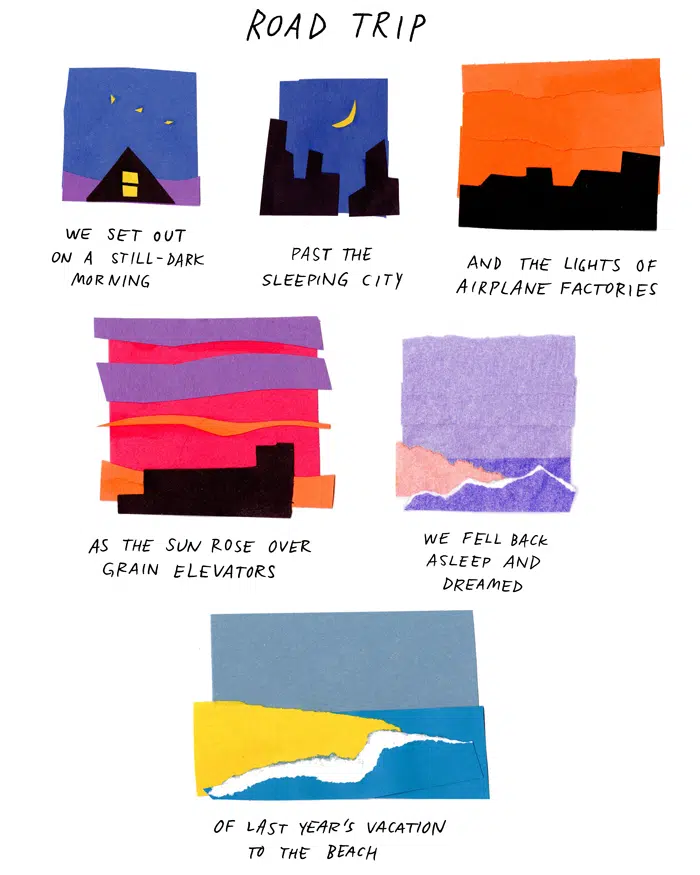 ROAD TRIP
WE SET OUT
ON A STILL-DARK
MORNING
PAST THE
SLEEPING CITY
AND THE LIGHTS OF
AIRPLANE FACTORIES
AS THE SUN ROSE OVER
GRAIN ELEVATORS
WE FELL BACK
ASLEEP AND
DREAMED
OF LAST YEAR'S VACATION
TO THE BEACH